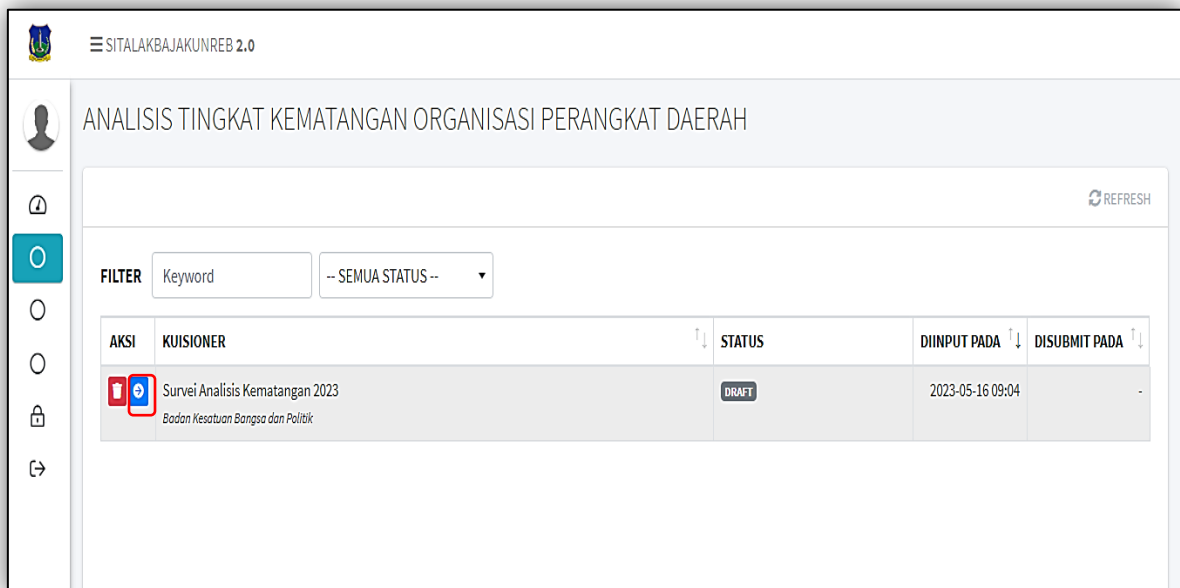 SITALAKBAJAKUNREB 2.0
ANALISIS TINGKAT KEMATANGAN ORGANISASI PERANGKAT DAERAH
REFRESH
FILTER Keyword -- SEMUA STATUS --
AKSI KUISIONER STATUS DIINPUT PADA DISUBMIT PADA
Survei Analisis Kematangan 2023 DRAFT 2023-05-16 09:04 -
Badan Kesatuan Bangsa dan Politik